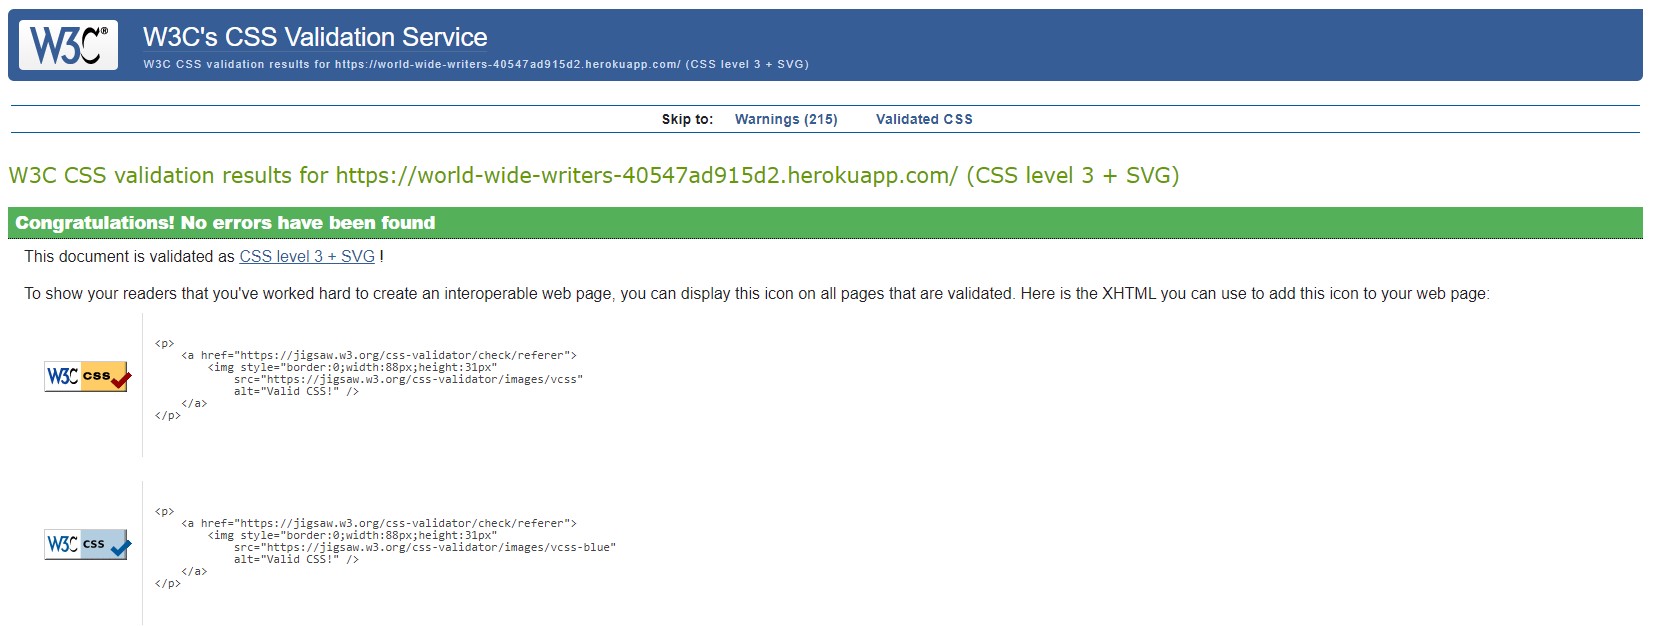 W3C® W3C's CSS Validation Service
W3C CSS validation results for https://world-wide-writers-40547ad915d2.herokuapp.com/ (CSS level 3 + SVG)
Skip to: Warnings (215) Validated CSS
W3C CSS validation results for https://world-wide-writers-40547ad915d2.herokuapp.com/ (CSS level 3 + SVG)
Congratulations! No errors have been found
This document is validated as CSS level 3 + SVG !
To show your readers that you've worked hard to create an interoperable web page, you can display this icon on all pages that are validated. Here is the XHTML you can use to add this icon to your web page:
W3C css
<p>
<a href="https://jigsaw.w3.org/css-validator/check/referer">
<img style="border:0;width:88px;height:31px"
src="https://jigsaw.w3.org/css-validator/images/vcss"
alt="Valid CSS!" />
</a>
</p>
W3C css
<p>
<a href="https://jigsaw.w3.org/css-validator/check/referer">
<img style="border:0;width:88px;height:31px"
src="https://jigsaw.w3.org/css-validator/images/vcss-blue"
alt="Valid CSS!" />
</a>
</p>